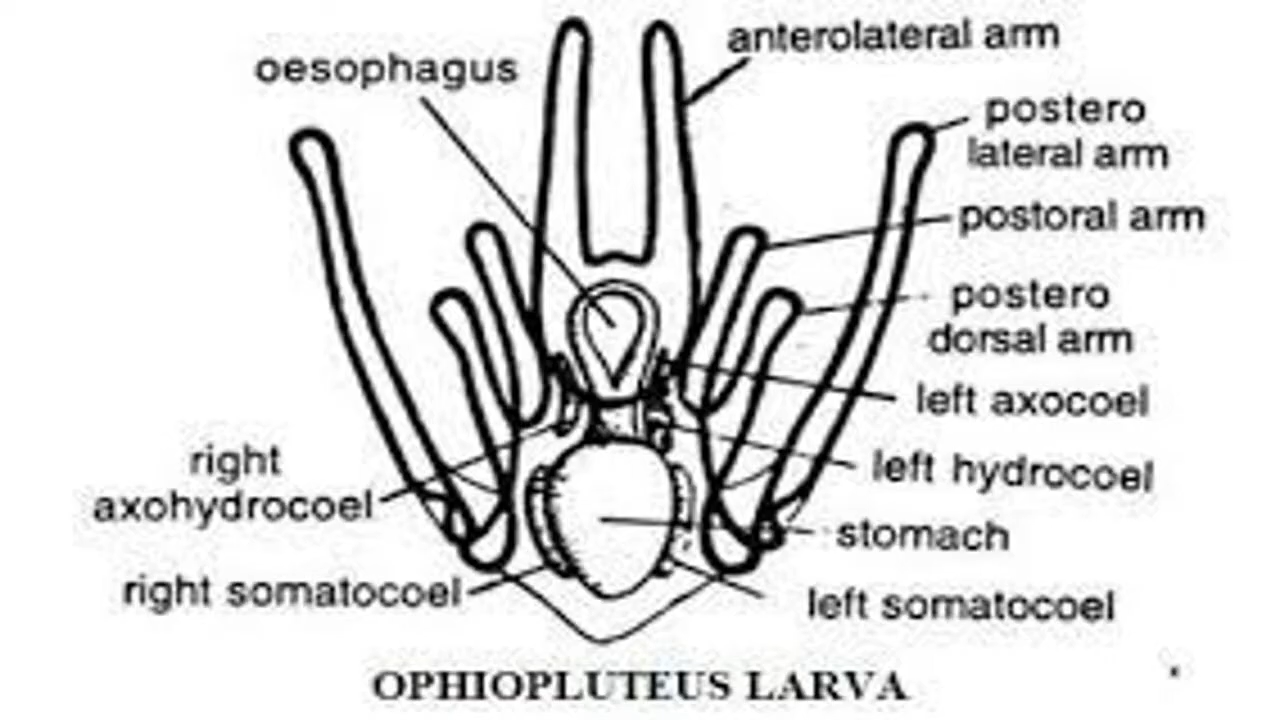 oesophagus
anterolateral arm
postero
lateral arm
postoral arm
postero
dorsal arm
left axocoel
left hydrocoel
stomach
left somatocoel
right
axohydrocoel
right somatocoel
OPHIOPLUTEUS LARVA